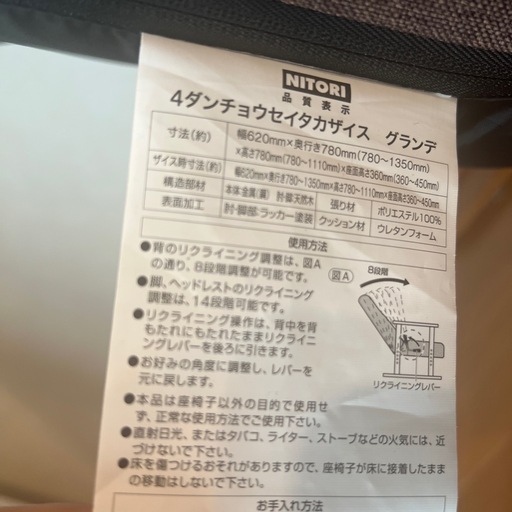 NITORI
品質表示
4ダンチョウセイタカザイス グランデ
寸法(約) 幅620mm×奥行き780mm(780~1350mm)
×高さ780mm(780~1110mm)×座面高さ360mm(360~450mm)
サイズ時寸法(約) 幅620mm×奥行き780~1350mm×高さ780~1110mm×座面高さ360~450mm
構造部材 本体:金属(鋼) 肘・脚:天然木 張り材 ポリエステル100%
表面加工 肘・脚部:ラッカー塗装 クッション材 ウレタンフォーム
使用方法
●背のリクライニング調整は、図A
の通り、8段階調整が可能です。
図A
8段階
●脚、ヘッドレストのリクライニング
調整は、14段階可能です。
●リクライニング操作は、背中を背
もたれにもたれたままリクライニ
ングレバーを後ろに引きます。
リクライニングレバー
●お好みの角度に調整し、レバーを
元に戻します。
●本品は座椅子以外の目的で使用せ
ず、正常な使用方法でご使用下さい。
●直射日光、またはタバコ、ライター、ストーブなどの火気には、近
づけないで下さい。
●床を傷つけるおそれがありますので、座椅子が床に接着したまま
の移動はしないで下さい。
お手入れ方法